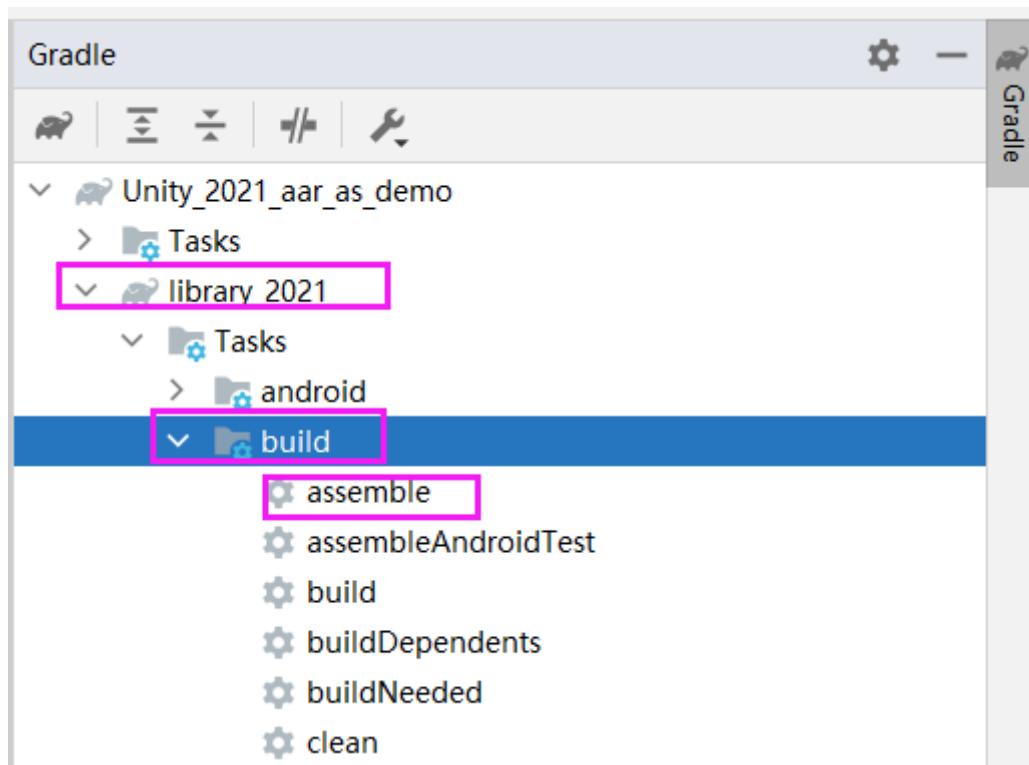 Gradle
Gradle
Unity_2021_aar_as_demo
Tasks
library_2021
Tasks
android
build
assemble
assembleAndroidTest
build
buildDependents
buildNeeded
clean